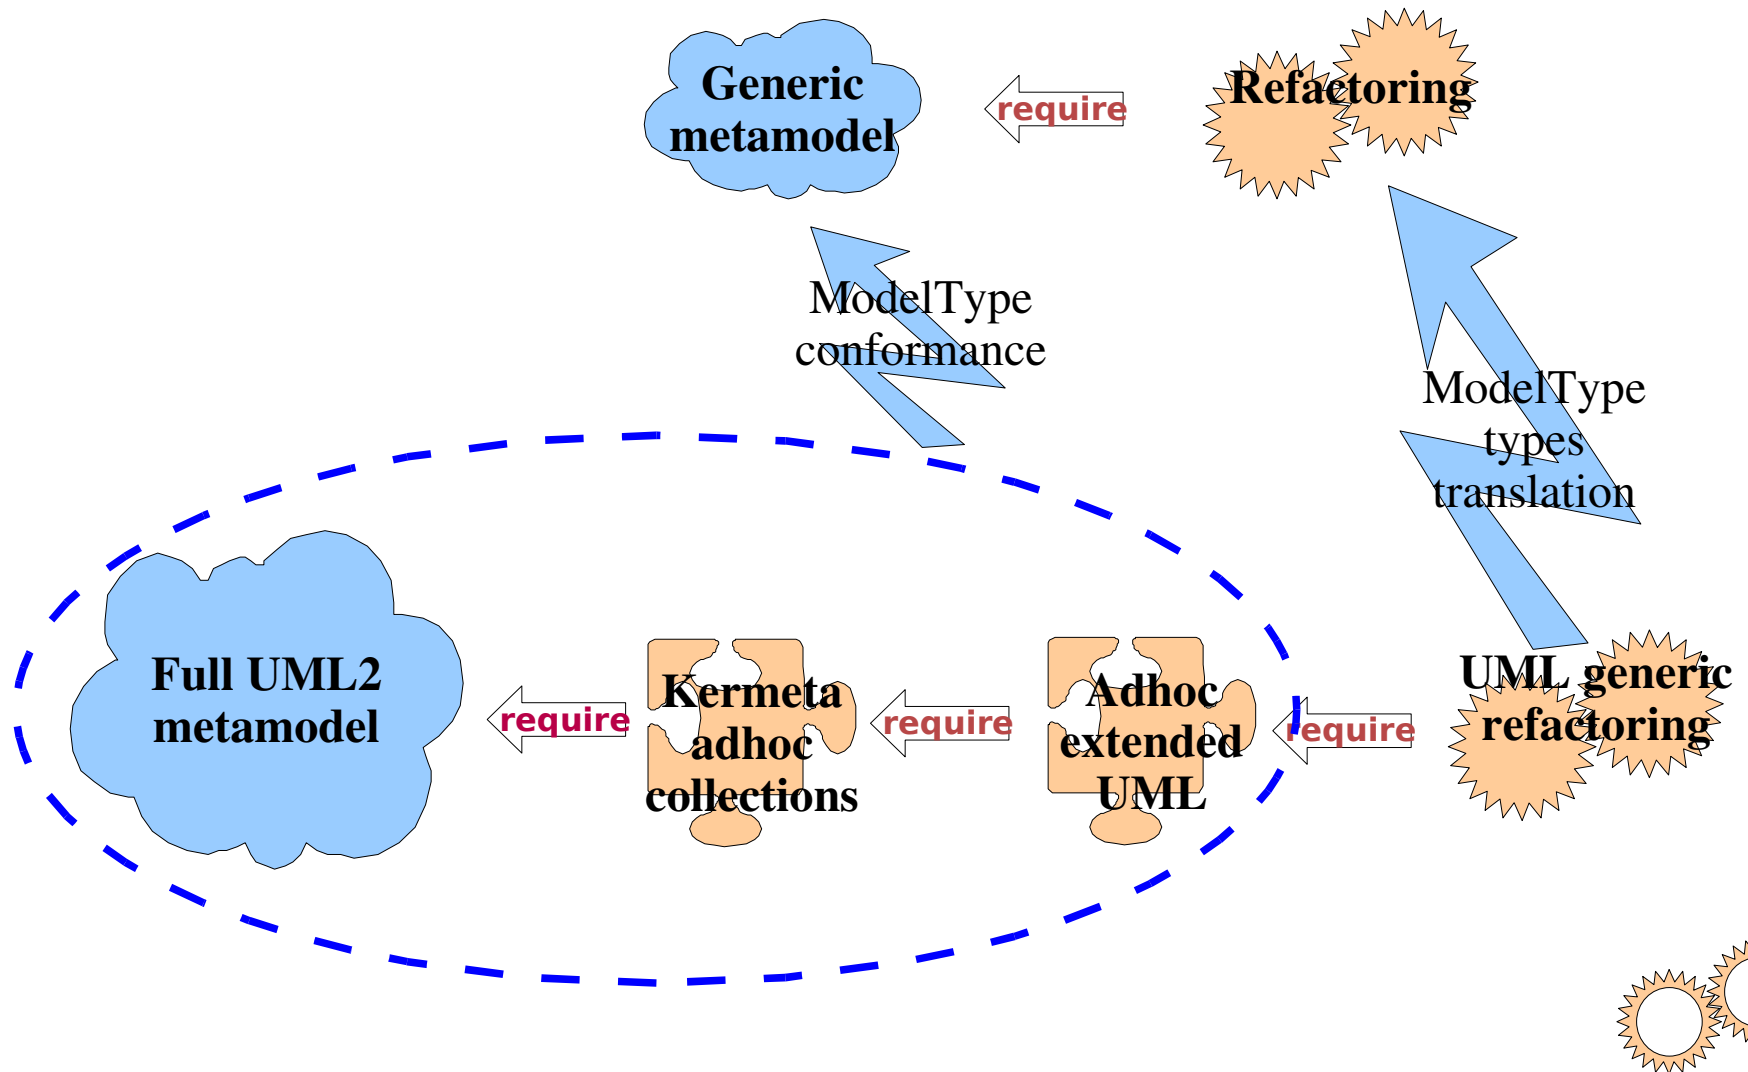 Generic
metamodel
require
Refactoring
ModelType
conformance
ModelType
types
translation
Full UML2
metamodel
require
Kermeta
adhoc
collections
require
Adhoc
extended
UML
require
UML generic
refactoring